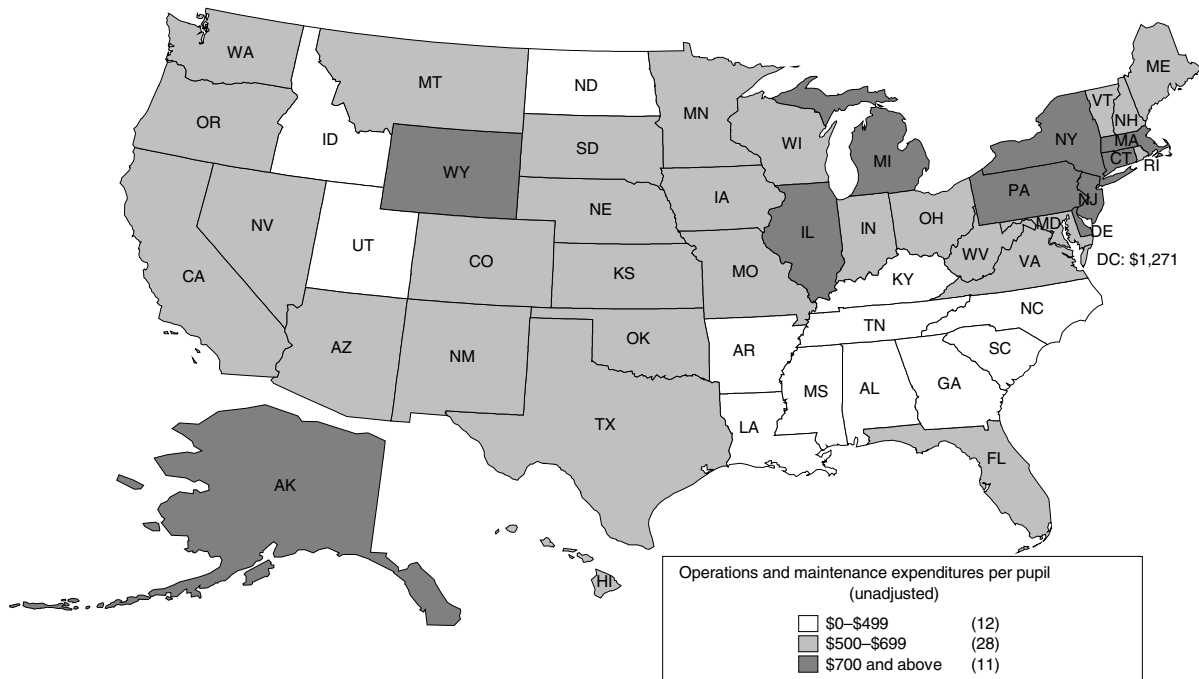 WA
MT
ND
MN
ME
VT
NH
OR
ID
SD
WI
NY
MA
CT
RI
WY
MI
PA
NJ
NE
IA
NV
UT
CO
IL
IN
OH
MD
DE
CA
KS
MO
WV
VA
DC: $1,271
KY
AZ
NM
OK
AR
TN
NC
SC
MS
AL
GA
TX
LA
FL
AK
HI
Operations and maintenance expenditures per pupil
(unadjusted)
$0–$499 (12)
$500–$699 (28)
$700 and above (11)